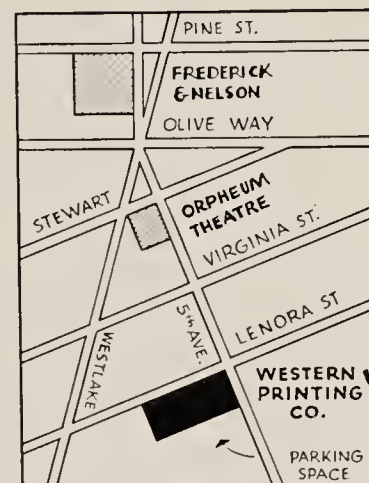 PINE ST.
FREDERICK
& NELSON
OLIVE WAY
STEWART
ORPHEUM
THEATRE
VIRGINIA ST.
5th AVE.
LENORA ST
WESTLAKE
WESTERN
PRINTING
CO.
PARKING
SPACE